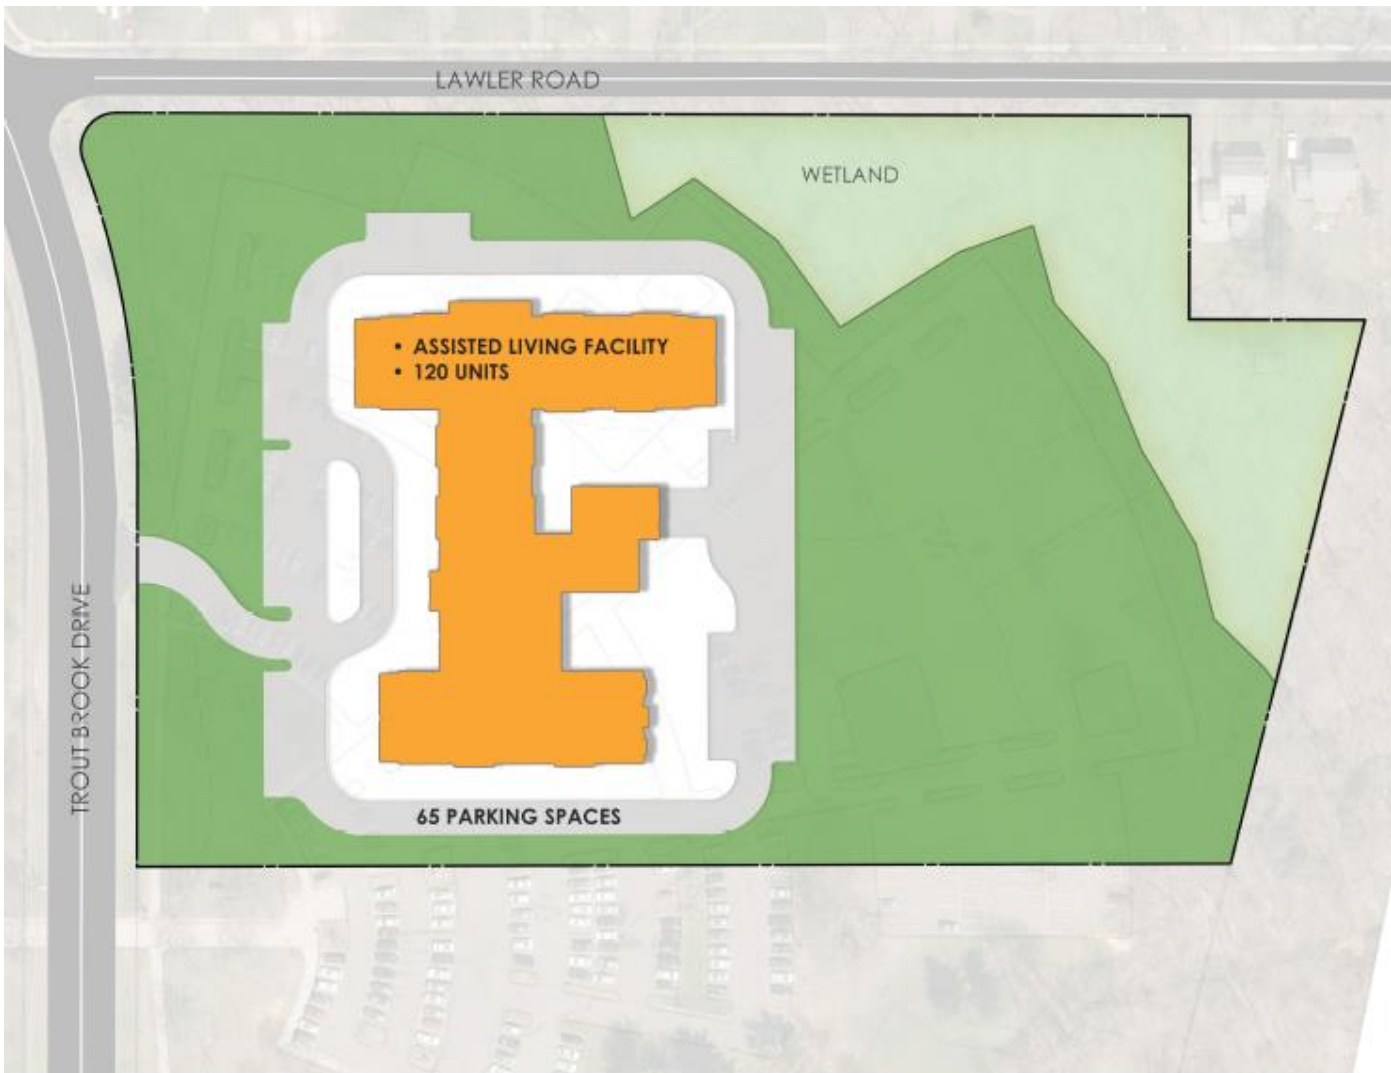 LAWLER ROAD
WETLAND
• ASSISTED LIVING FACILITY
• 120 UNITS
TROUT BROOK DRIVE
65 PARKING SPACES